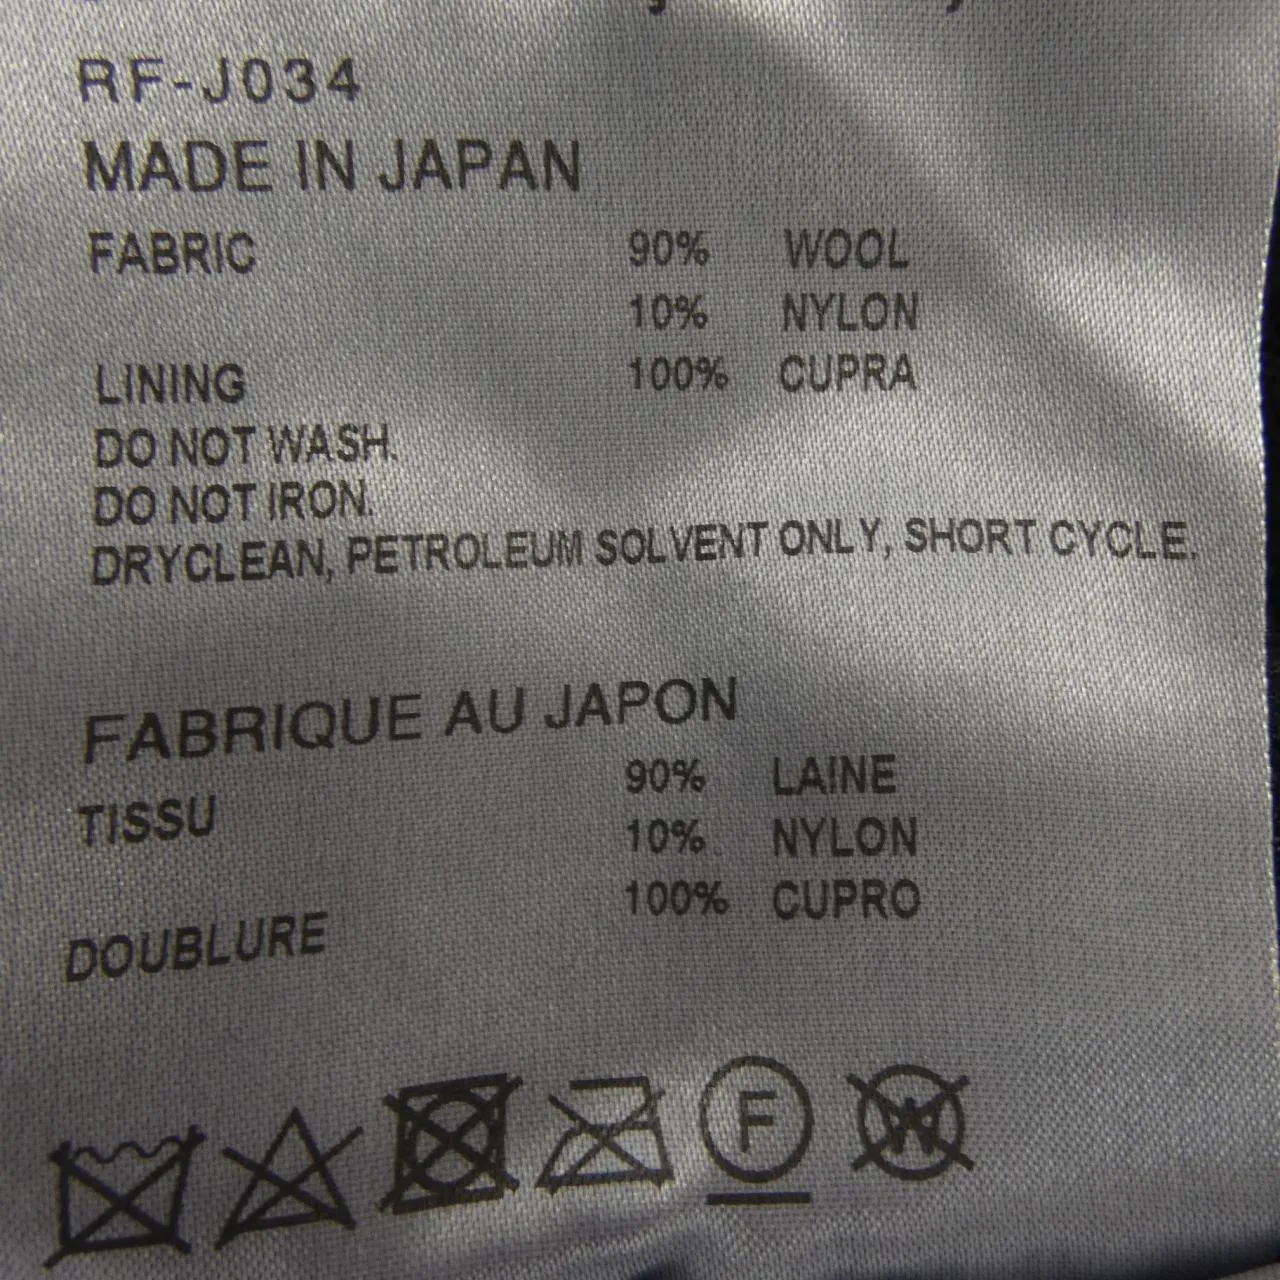 RF-J034
MADE IN JAPAN
FABRIC 90% WOOL
10% NYLON
LINING 100% CUPRA
DO NOT WASH.
DO NOT IRON.
DRYCLEAN, PETROLEUM SOLVENT ONLY, SHORT CYCLE.
FABRIQUE AU JAPON
TISSU 90% LAINE
10% NYLON
DOUBLURE 100% CUPRO
F W